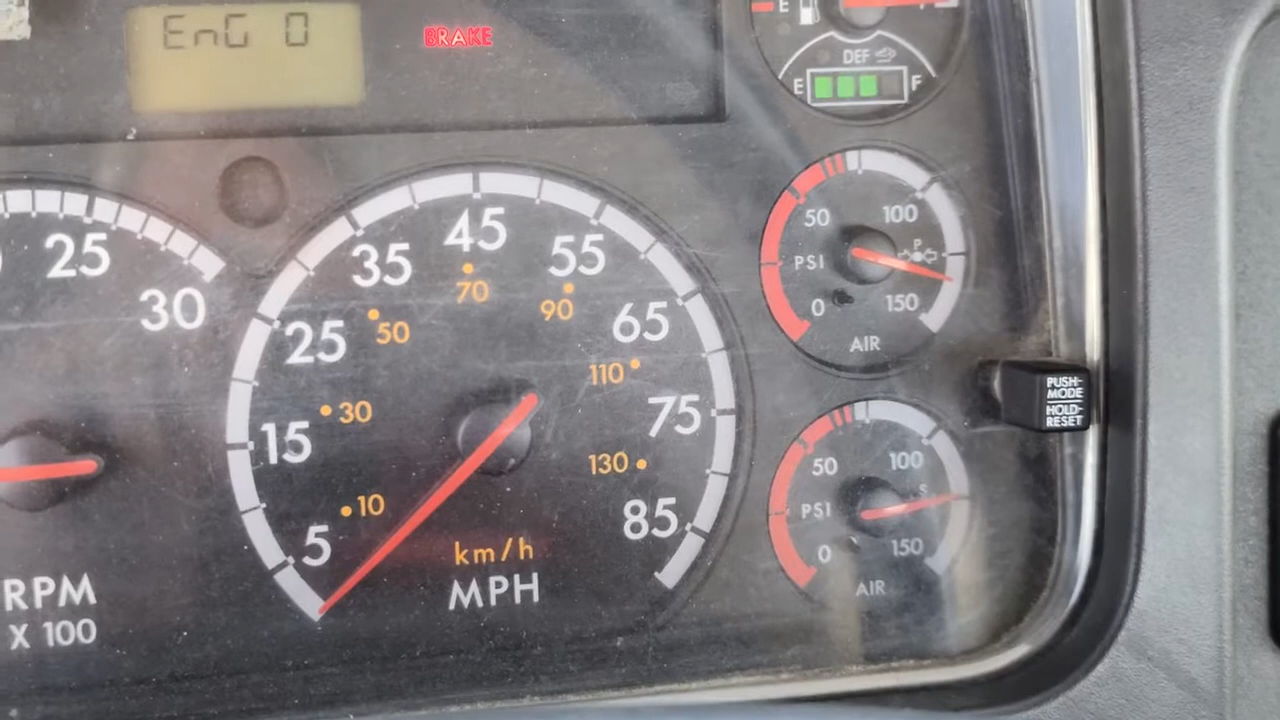 EnG 0
BRAKE
E
DEF
E F
25
30
RPM
X 100
5
15
25
35
45
55
65
75
85
10
30
50
70
90
110
130
km/h
MPH
50 100
P
PSI
0 150
AIR
PUSH-
MODE
HOLD-
RESET
50 100
S
PSI
0 150
AIR